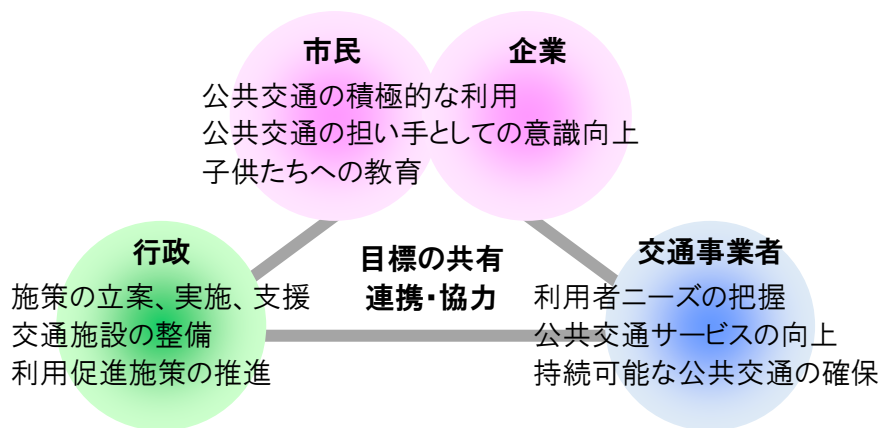 市民
企業
公共交通の積極的な利用
公共交通の担い手としての意識向上
子供たちへの教育
行政
施策の立案、実施、支援
交通施設の整備
利用促進施策の推進
目標の共有
連携・協力
交通事業者
利用者ニーズの把握
公共交通サービスの向上
持続可能な公共交通の確保